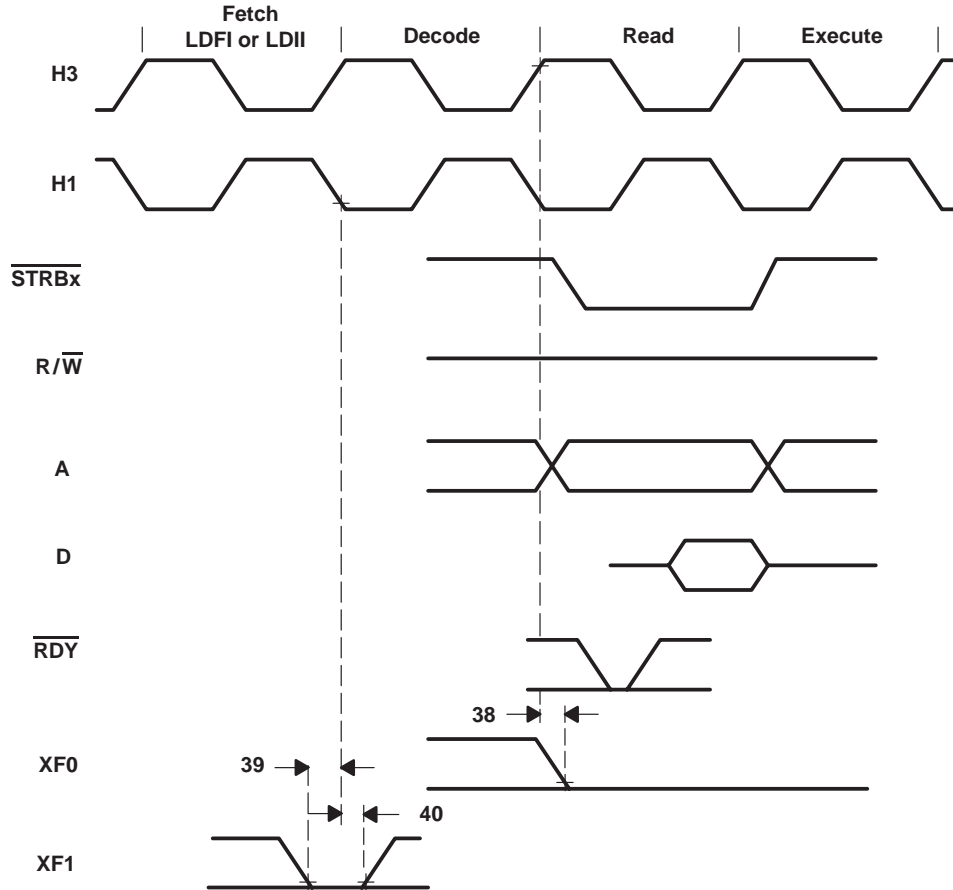 Fetch
LDFI or LDII
Decode
Read
Execute
H3
H1
STRBx
R/W
A
D
RDY
38
XF0
39
40
XF1